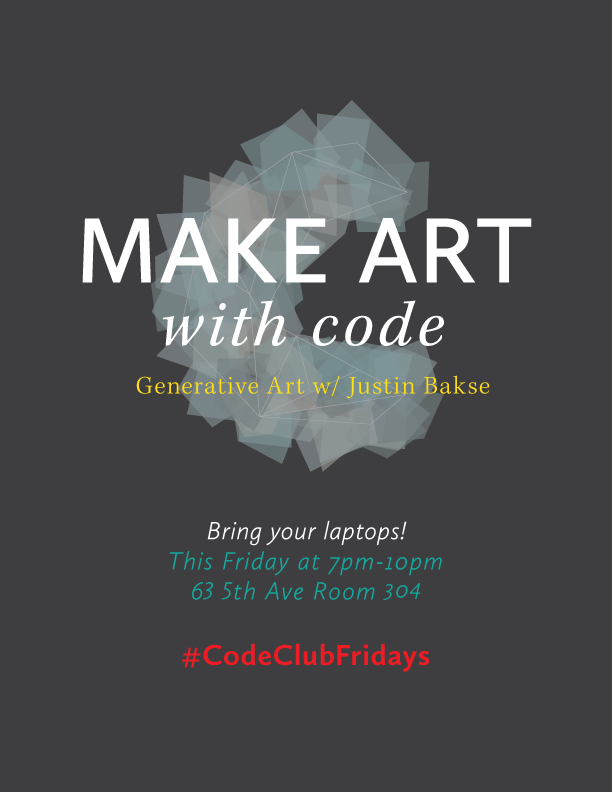 MAKE ART
with code
Generative Art w/ Justin Bakse
Bring your laptops!
This Friday at 7pm-10pm
63 5th Ave Room 304
#CodeClubFridays